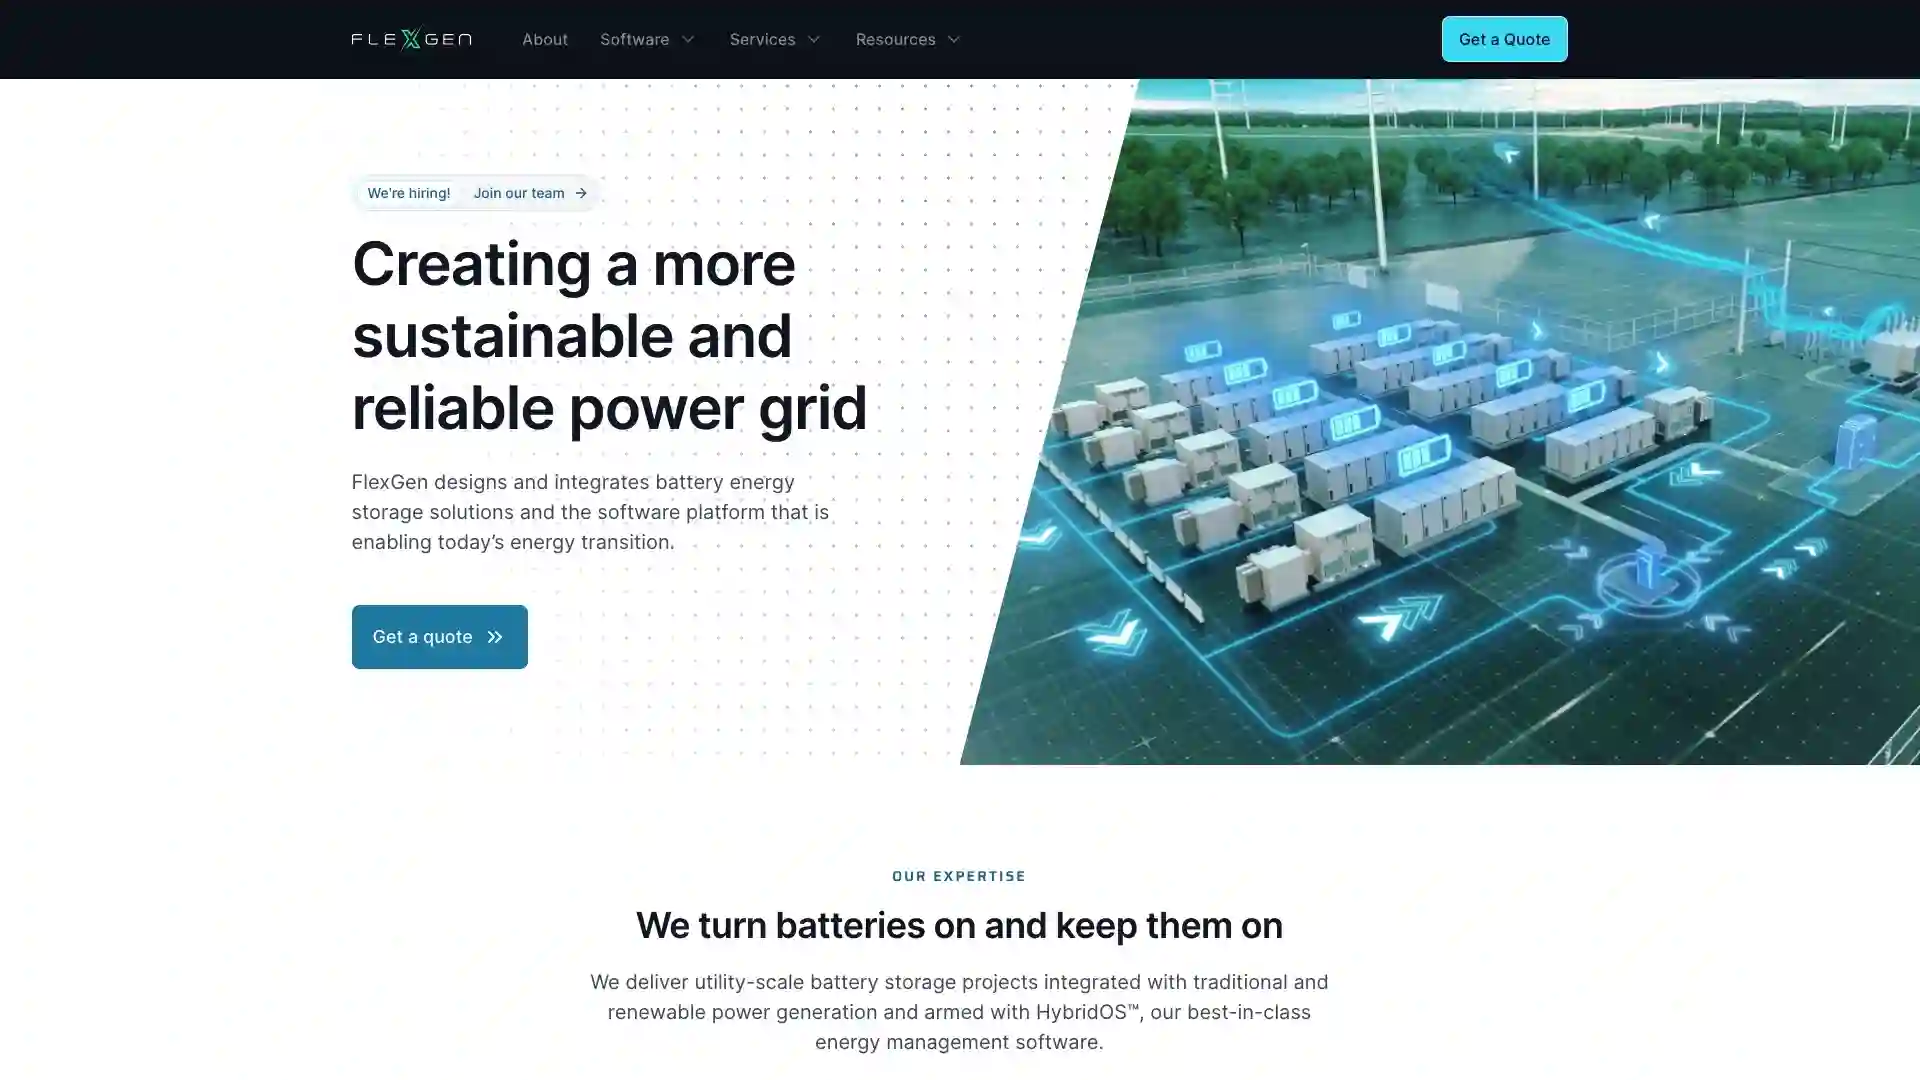 FLEXGEN
About
Software
Services
Resources
Get a Quote
We're hiring!
Join our team →
Creating a more
sustainable and
reliable power grid
FlexGen designs and integrates battery energy
storage solutions and the software platform that is
enabling today’s energy transition.
Get a quote
OUR EXPERTISE
We turn batteries on and keep them on
We deliver utility-scale battery storage projects integrated with traditional and
renewable power generation and armed with HybridOS™, our best-in-class
energy management software.